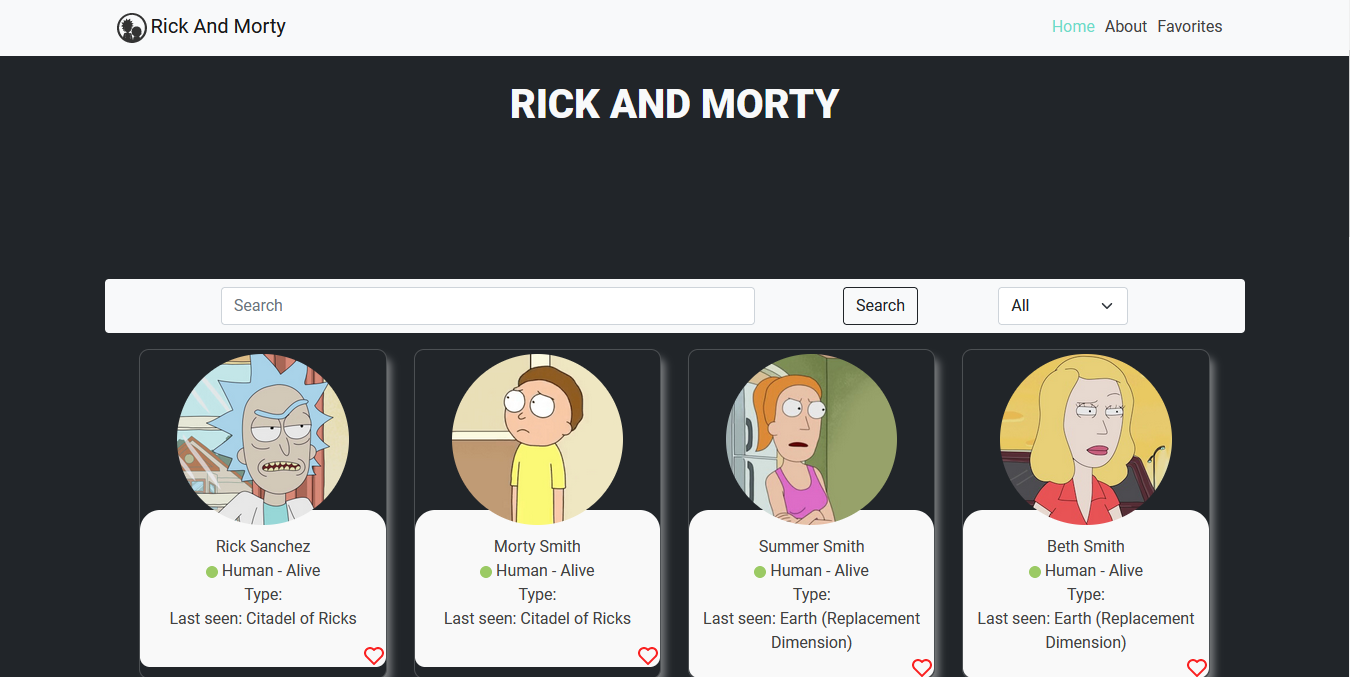 Rick And Morty
Home About Favorites
RICK AND MORTY
Search
Search
All
Rick Sanchez
Human - Alive
Type:
Last seen: Citadel of Ricks
Morty Smith
Human - Alive
Type:
Last seen: Citadel of Ricks
Summer Smith
Human - Alive
Type:
Last seen: Earth (Replacement
Dimension)
Beth Smith
Human - Alive
Type:
Last seen: Earth (Replacement
Dimension)